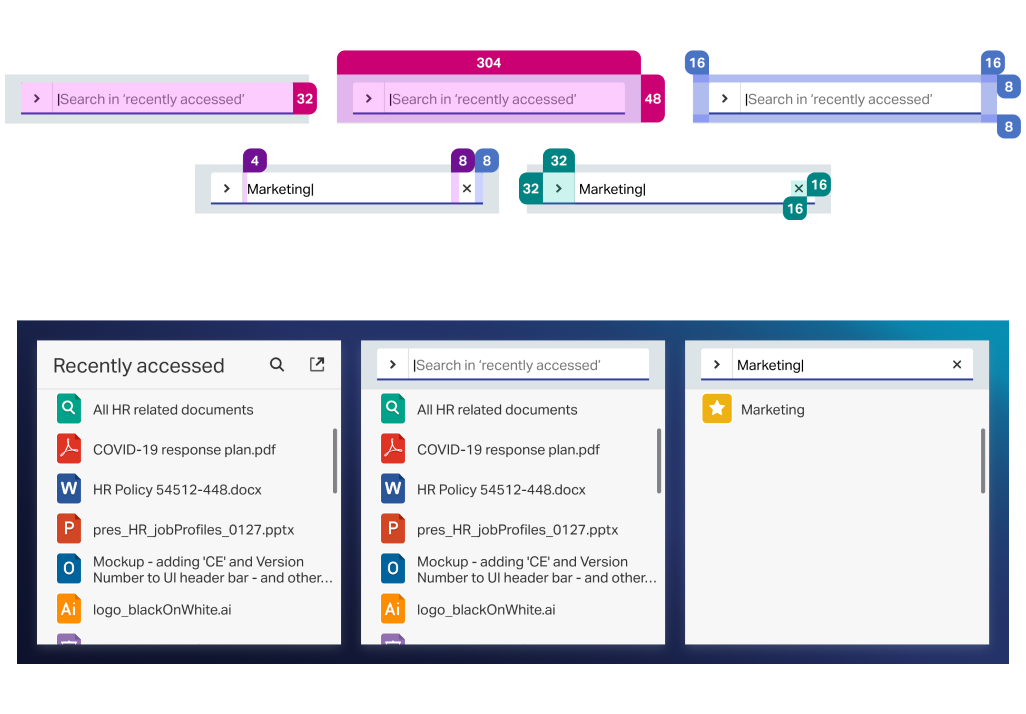 304
16
16
Search in ‘recently accessed’
32
Search in ‘recently accessed’
48
Search in ‘recently accessed’
8
8
4
8
8
Marketing
32
32
Marketing
16
16
Recently accessed
All HR related documents
COVID-19 response plan.pdf
W
HR Policy 54512-448.docx
P
pres_HR_jobProfiles_0127.pptx
O
Mockup - adding 'CE' and Version
Number to UI header bar - and other...
Ai
logo_blackOnWhite.ai
Search in ‘recently accessed’
All HR related documents
COVID-19 response plan.pdf
W
HR Policy 54512-448.docx
P
pres_HR_jobProfiles_0127.pptx
O
Mockup - adding 'CE' and Version
Number to UI header bar - and other...
Ai
logo_blackOnWhite.ai
Marketing
Marketing